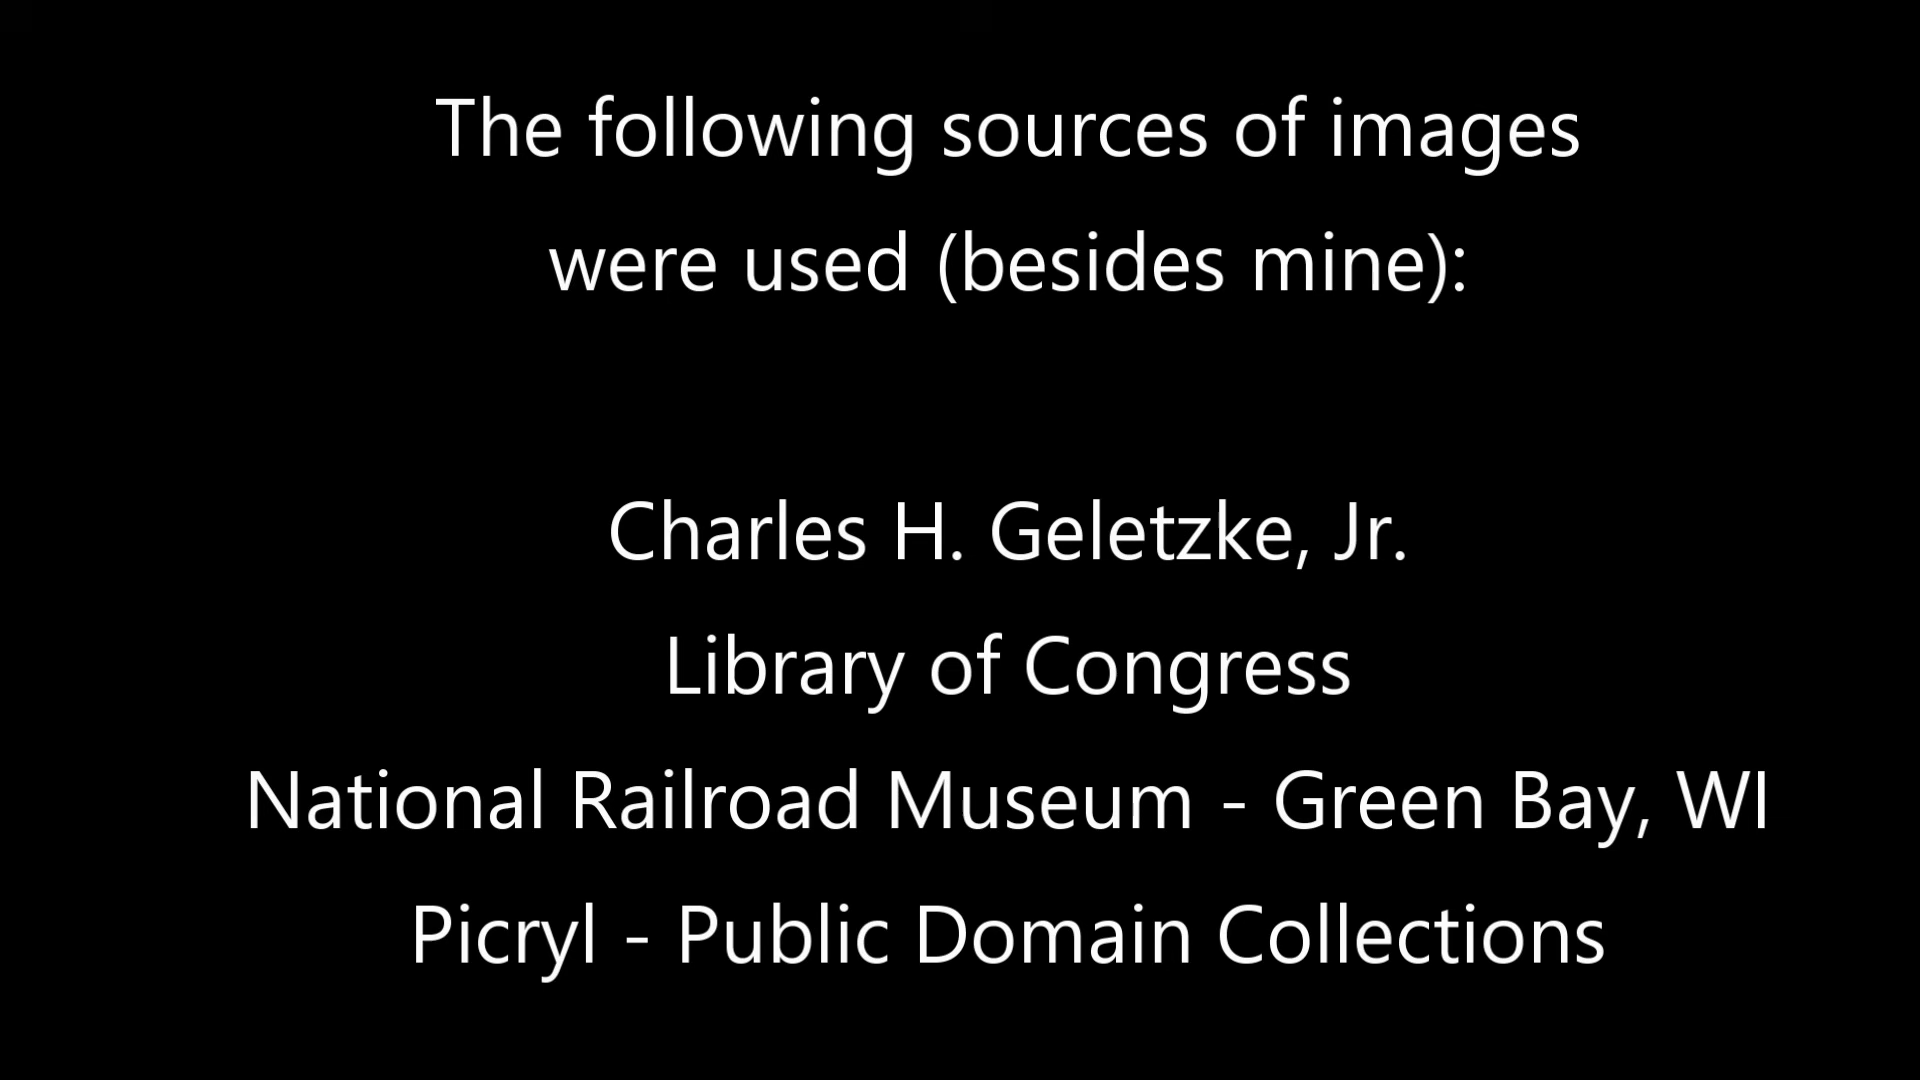 The following sources of images
were used (besides mine):
Charles H. Geletzke, Jr.
Library of Congress
National Railroad Museum - Green Bay, WI
Picryl - Public Domain Collections